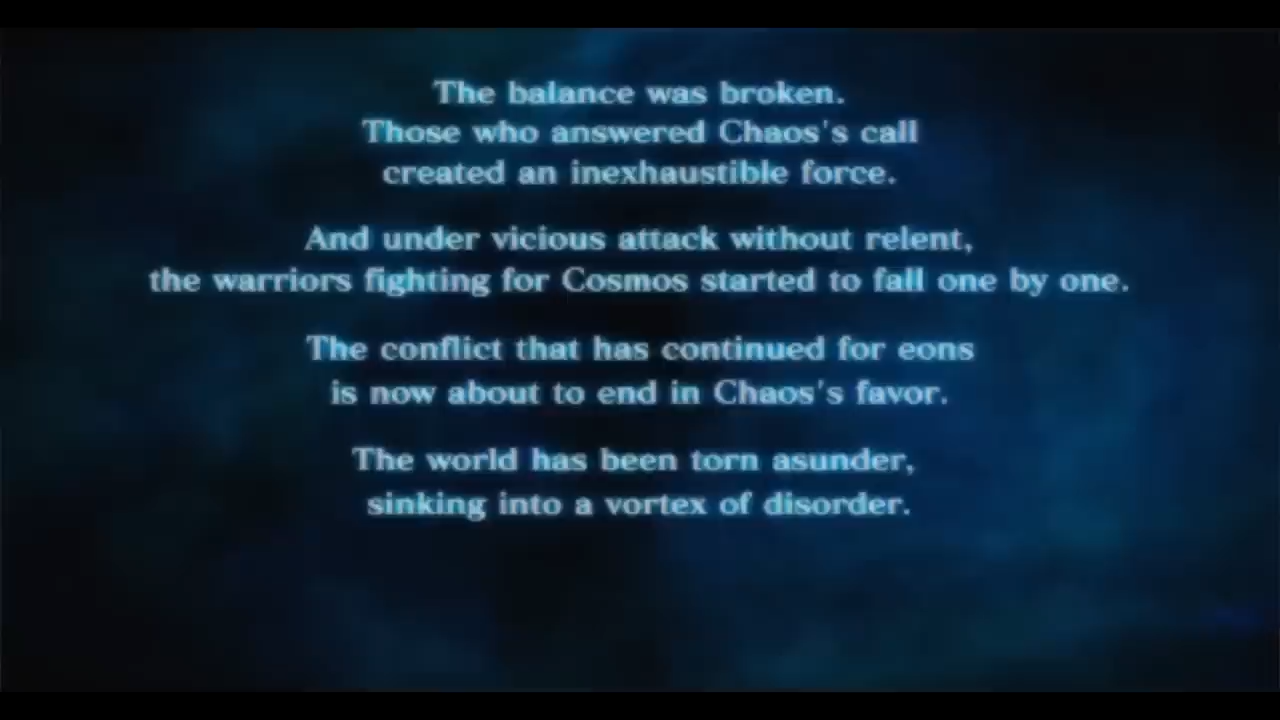 The balance was broken.
Those who answered Chaos's call
created an inexhaustible force.
And under vicious attack without relent,
the warriors fighting for Cosmos started to fall one by one.
The conflict that has continued for eons
is now about to end in Chaos's favor.
The world has been torn asunder,
sinking into a vortex of disorder.